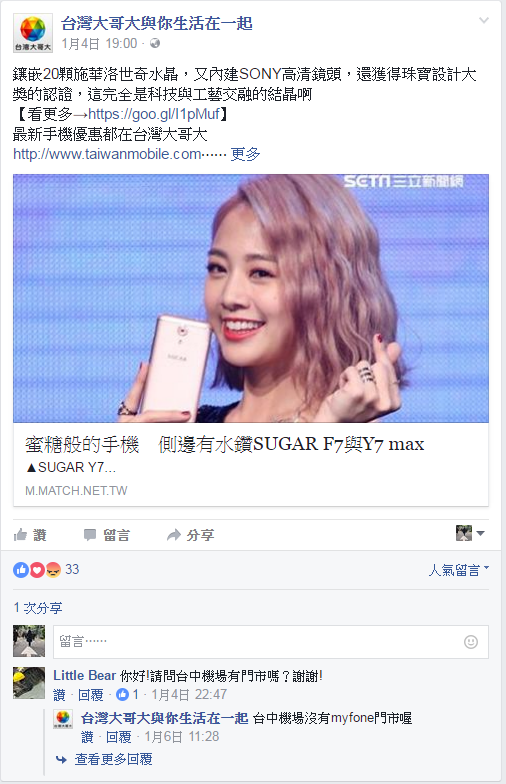 台灣大哥大與你生活在一起
台灣大哥大
1月4日 19:00 ·
鑲嵌20顆施華洛世奇水晶，又內建SONY高清鏡頭，還獲得珠寶設計大
獎的認證，這完全是科技與工藝交融的結晶啊
【看更多→https://goo.gl/I1pMuf】
最新手機優惠都在台灣大哥大
http://www.taiwanmobile.com⋯⋯ 更多
SETN三立新聞網
SUGAR
蜜糖般的手機　側邊有水鑽SUGAR F7與Y7 max
▲SUGAR Y7...
M.MATCH.NET.TW
讚 留言 分享
33 人氣留言
1 次分享
留言⋯⋯
Little Bear 你好!請問台中機場有門市嗎？謝謝!
讚 · 回覆 · 1 · 1月4日 22:47
台灣大哥大與你生活在一起 台中機場沒有myfone門市喔
讚 · 回覆 · 1月6日 11:28
查看更多回覆